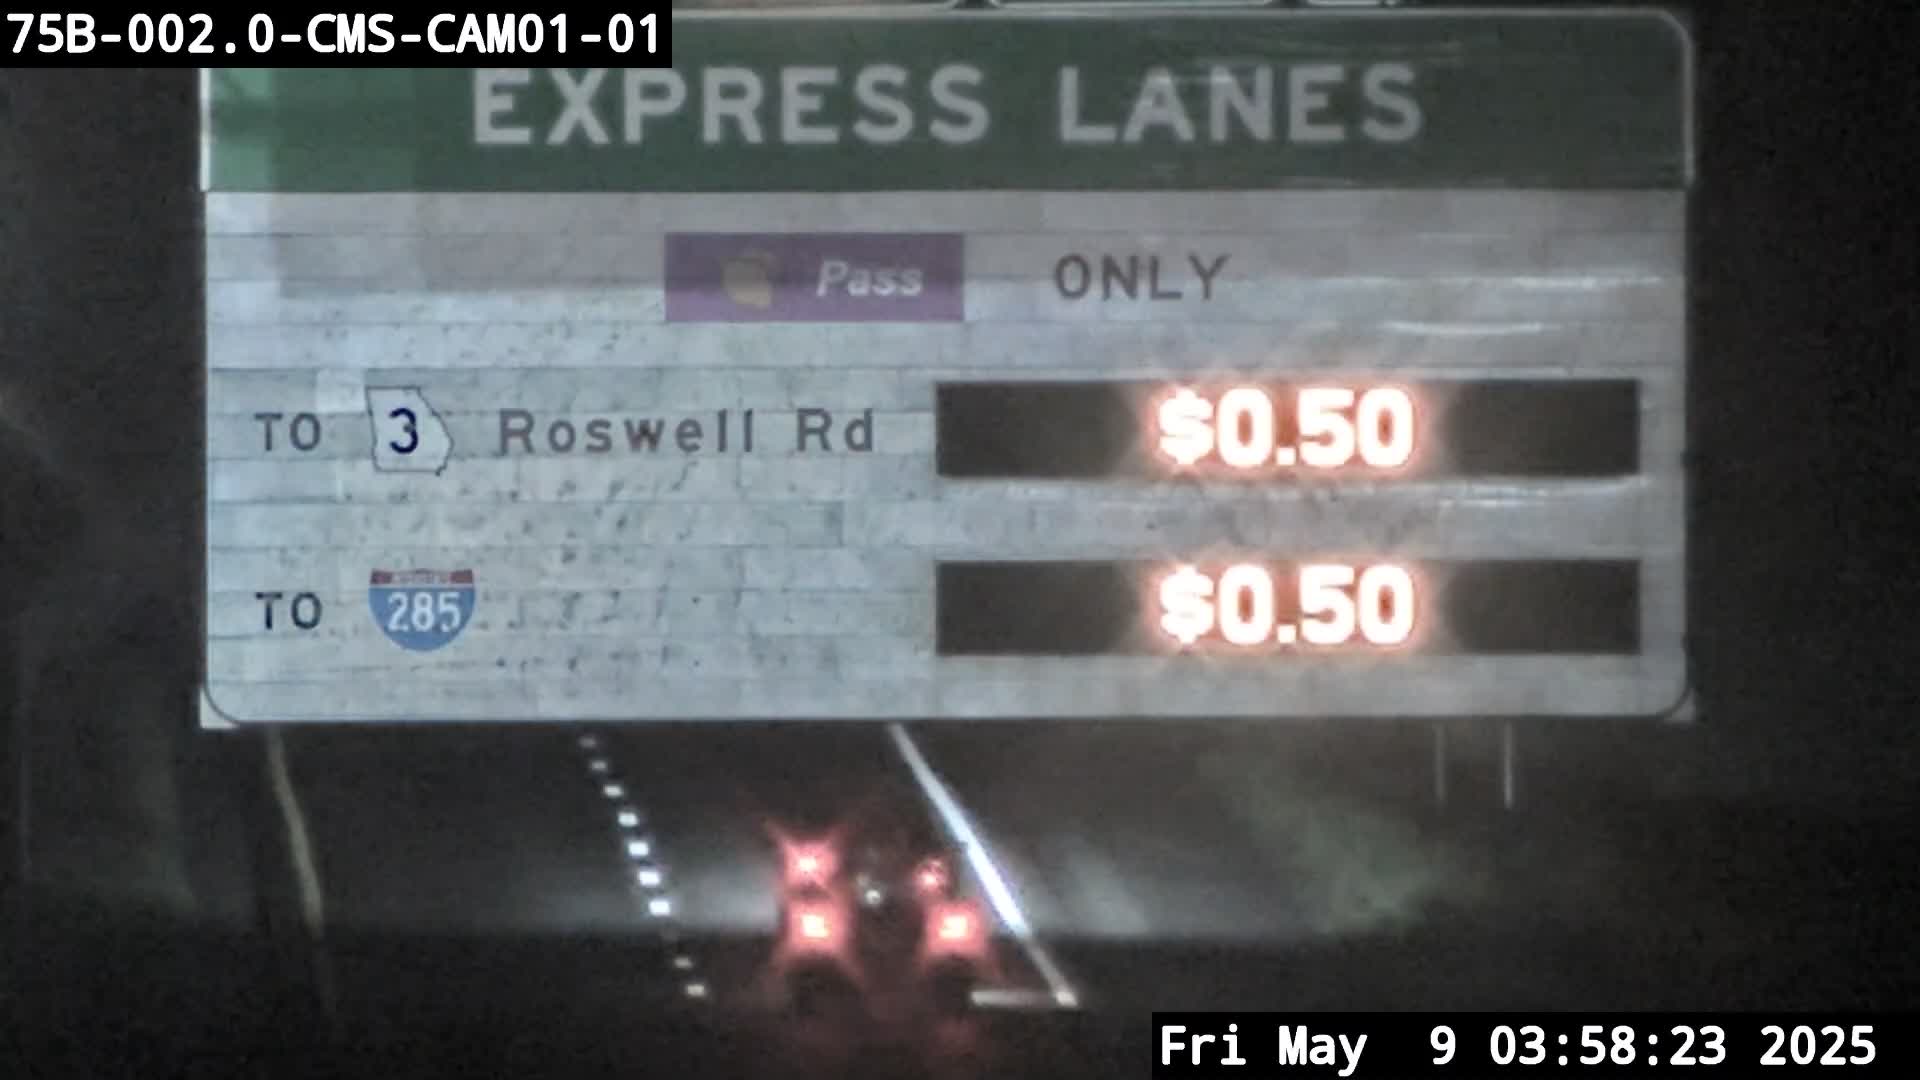 75B-002.0-CMS-CAM01-01
EXPRESS LANES
Pass ONLY
TO 3 Roswell Rd $0.50
TO 285 $0.50
Fri May 9 03:58:23 2025